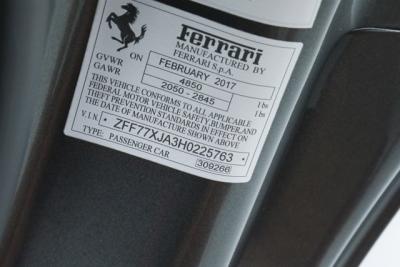 Ferrari
MANUFACTURED BY
FERRARI S.p.A.
ON FEBRUARY 2017
GVWR 4850 lbs
GAWR 2050 - 2845 lbs
THIS VEHICLE CONFORMS TO ALL APPLICABLE
FEDERAL MOTOR VEHICLE SAFETY, BUMPER, AND
THEFT PREVENTION STANDARDS IN EFFECT ON
THE DATE OF MANUFACTURE SHOWN ABOVE
V.I.N.: ZFF77XJA3H0225763
TYPE: PASSENGER CAR
309266